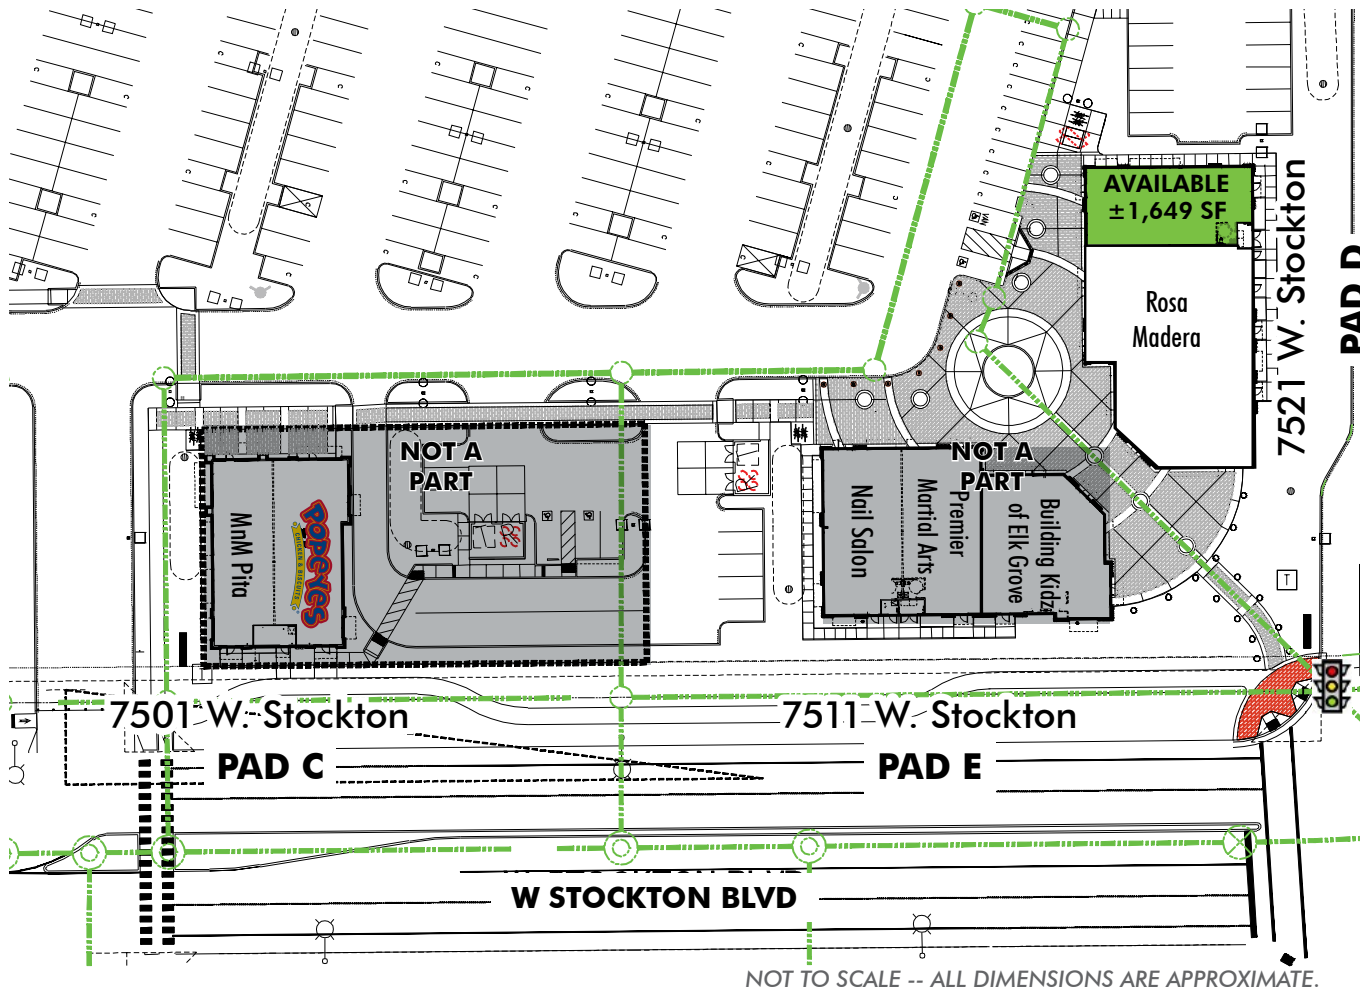 AVAILABLE
±1,649 SF
Rosa
Madera
7521 W. Stockton
PAD D
NOT A
PART
NOT A
PART
MnM Pita
POPEYES
CHICKEN & BISCUITS
Nail Salon
Premier
Martial Arts
Building Kidz
of Elk Grove
T
7501 W. Stockton
PAD C
7511 W. Stockton
PAD E
W STOCKTON BLVD
NOT TO SCALE -- ALL DIMENSIONS ARE APPROXIMATE.